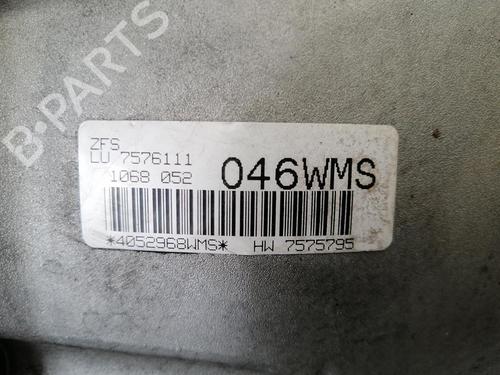 B-PARTS
ZFS
LU 7576111
1068 052
046WMS
*4052968WMS*
HW 7575795